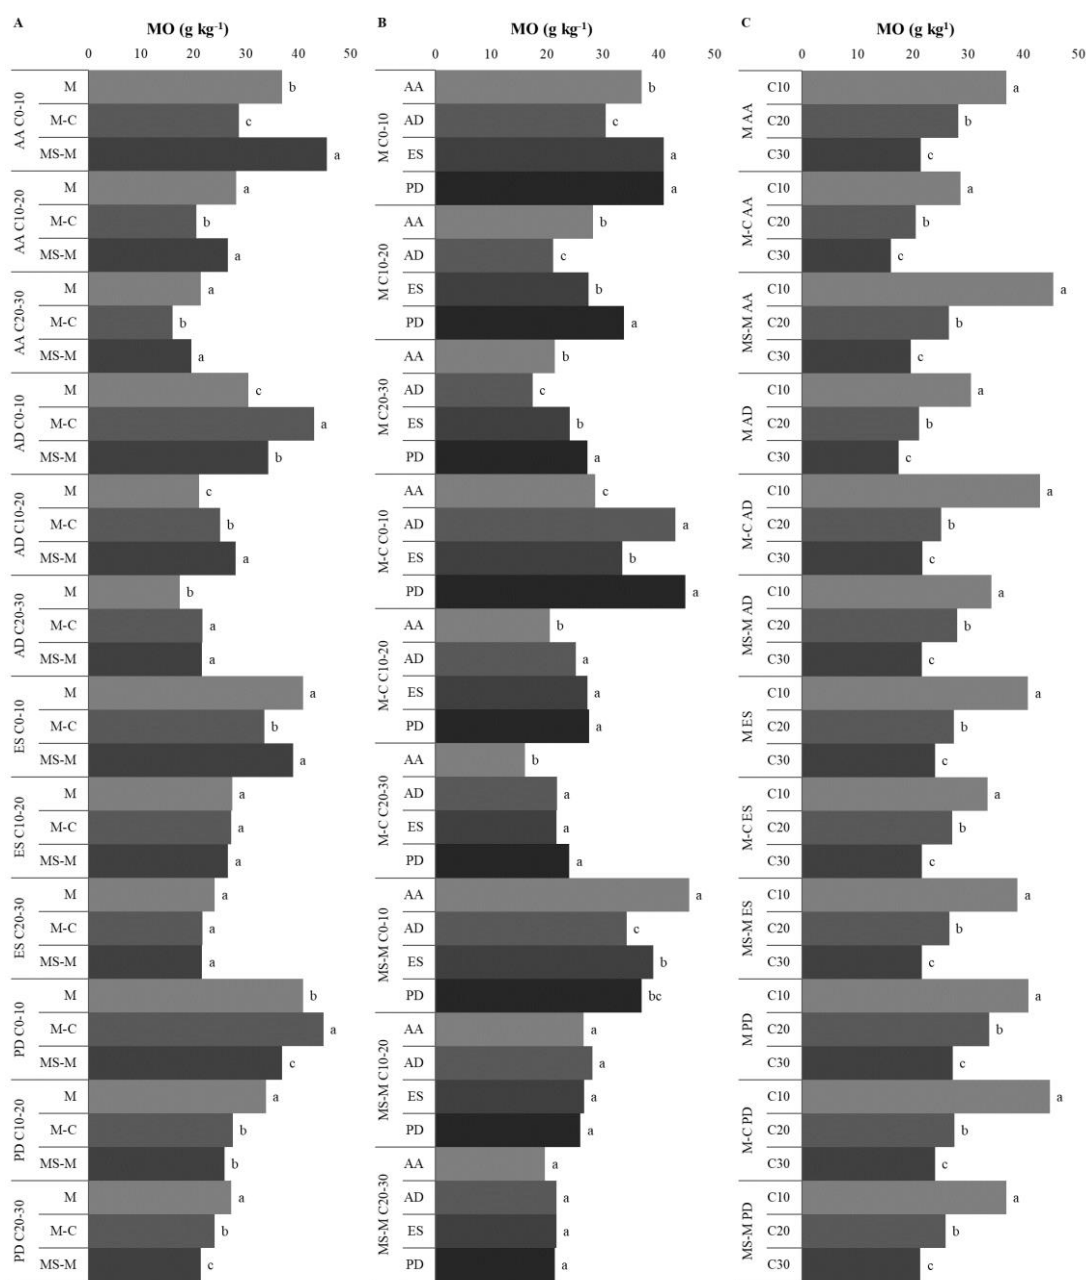 A
MO (g kg⁻¹)
0 10 20 30 40 50
AA C0-10
M b
M-C c
MS-M a
AA C10-20
M a
M-C b
MS-M a
AA C20-30
M a
M-C b
MS-M a
AD C0-10
M c
M-C a
MS-M b
AD C10-20
M c
M-C b
MS-M a
AD C20-30
M b
M-C a
MS-M a
ES C0-10
M a
M-C b
MS-M a
ES C10-20
M a
M-C a
MS-M a
ES C20-30
M a
M-C a
MS-M a
PD C0-10
M b
M-C a
MS-M c
PD C10-20
M a
M-C b
MS-M b
PD C20-30
M a
M-C b
MS-M c
B
MO (g kg⁻¹)
0 10 20 30 40 50
M C0-10
AA b
AD c
ES a
PD a
M C10-20
AA b
AD c
ES b
PD a
M C20-30
AA b
AD c
ES b
PD a
M-C C0-10
AA c
AD a
ES b
PD a
M-C C10-20
AA b
AD a
ES a
PD a
M-C C20-30
AA b
AD a
ES a
PD a
MS-M C0-10
AA a
AD c
ES b
PD bc
MS-M C10-20
AA a
AD a
ES a
PD a
MS-M C20-30
AA a
AD a
ES a
PD a
C
MO (g kg¹)
0 10 20 30 40 50
M AA
C10 a
C20 b
C30 c
M-C AA
C10 a
C20 b
C30 c
MS-M AA
C10 a
C20 b
C30 c
M AD
C10 a
C20 b
C30 c
M-C AD
C10 a
C20 b
C30 c
MS-M AD
C10 a
C20 b
C30 c
M ES
C10 a
C20 b
C30 c
M-C ES
C10 a
C20 b
C30 c
MS-M ES
C10 a
C20 b
C30 c
M PD
C10 a
C20 b
C30 c
M-C PD
C10 a
C20 b
C30 c
MS-M PD
C10 a
C20 b
C30 c